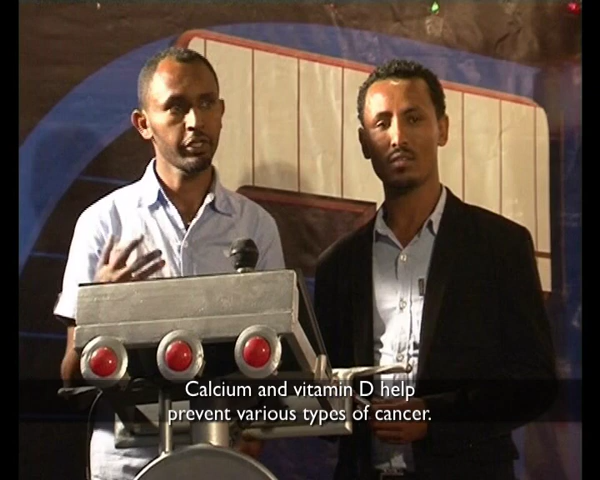 Calcium and vitamin D help
prevent various types of cancer.